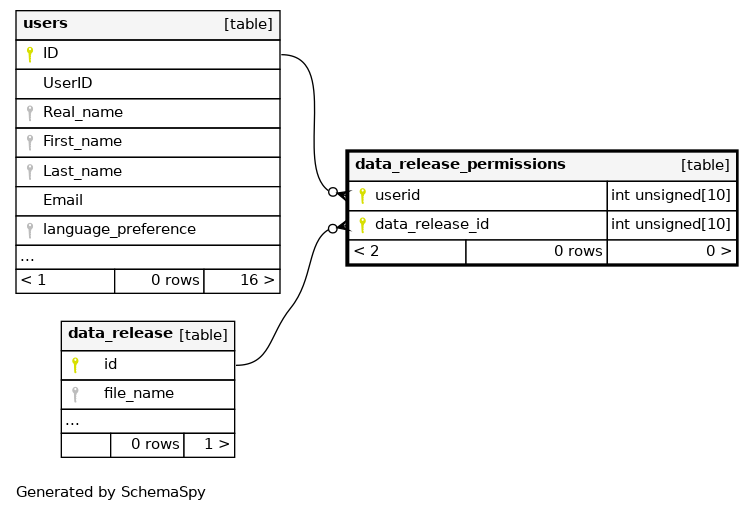 users [table]
ID
UserID
Real_name
First_name
Last_name
Email
language_preference
...
< 1 0 rows 16 >
data_release_permissions [table]
userid int unsigned[10]
data_release_id int unsigned[10]
< 2 0 rows 0 >
data_release [table]
id
file_name
...
0 rows 1 >
Generated by SchemaSpy